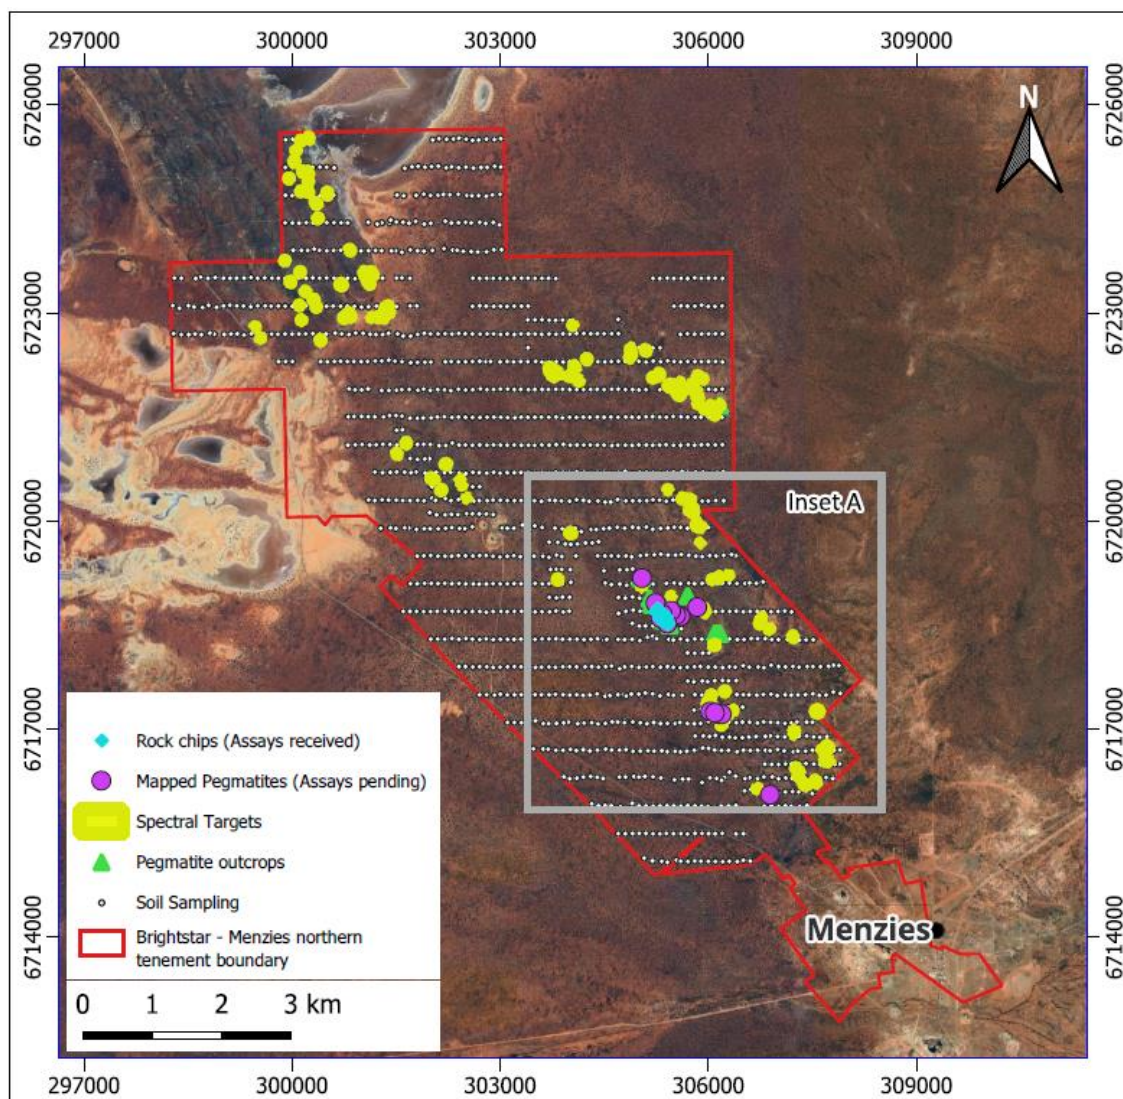 297000 300000 303000 306000 309000
6726000 6726000
N
6723000 6723000
Inset A
6720000 6720000
6717000 6717000
Rock chips (Assays received)
Mapped Pegmatites (Assays pending)
Spectral Targets
Pegmatite outcrops
Soil Sampling
Brightstar - Menzies northern
tenement boundary
Menzies
6714000 6714000
0 1 2 3 km
297000 300000 303000 306000 309000